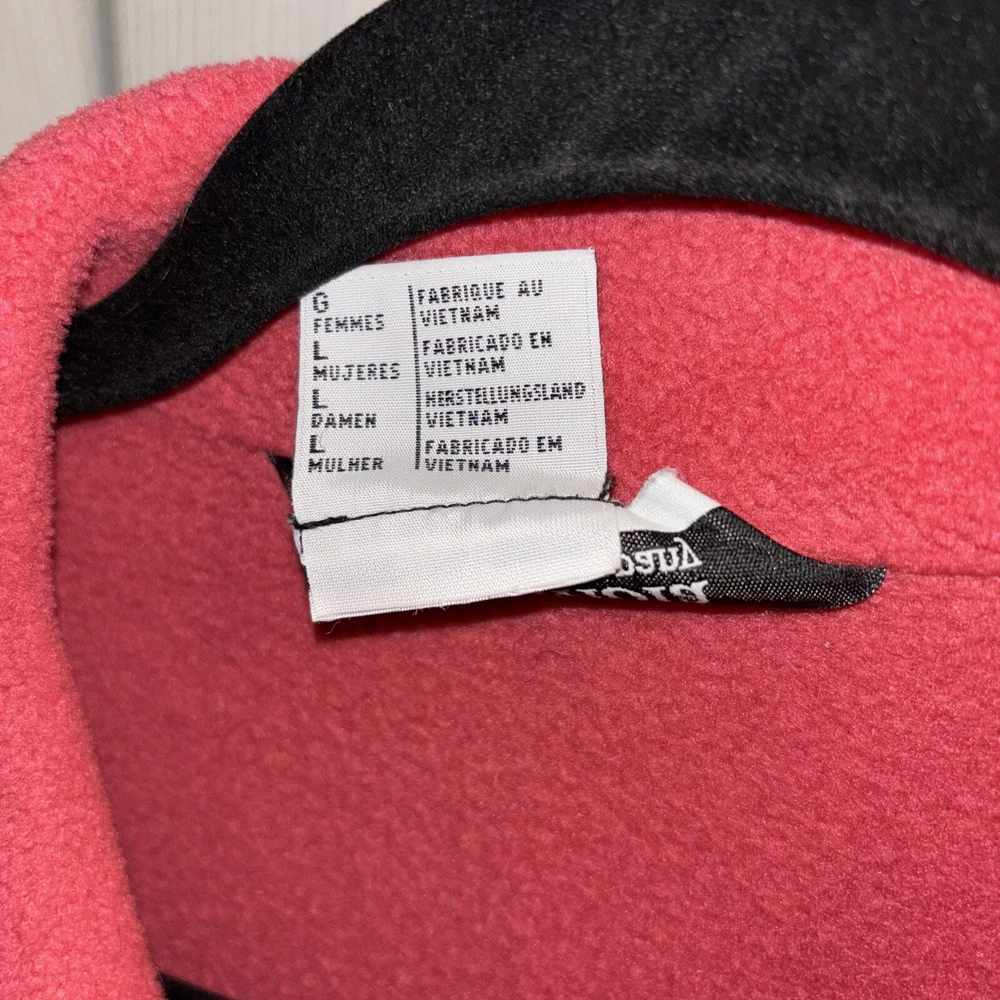 G
FEMMES
FABRIQUE AU
VIETNAM
L
MUJERES
FABRICADO EN
VIETNAM
L
DAMEN
HERSTELLUNGSLAND
VIETNAM
L
MULHER
FABRICADO EM
VIETNAM